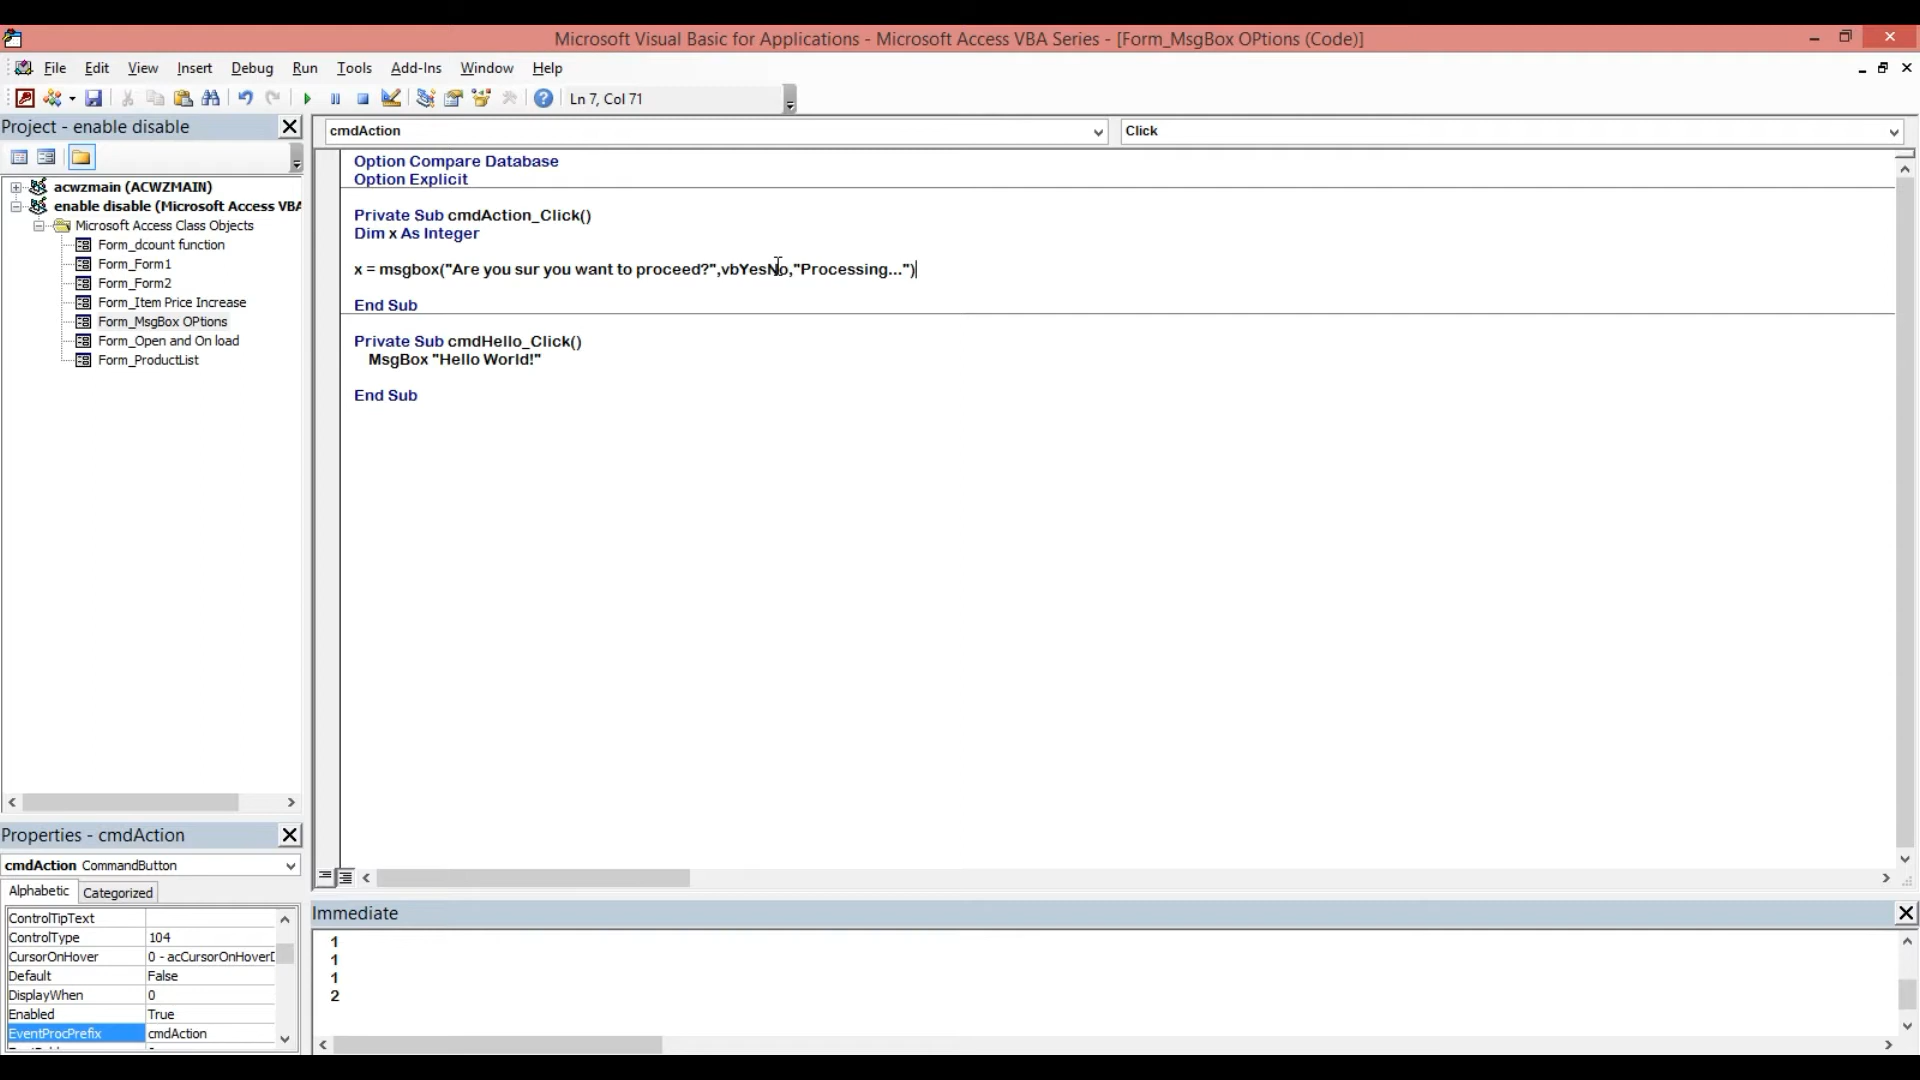 Microsoft Visual Basic for Applications - Microsoft Access VBA Series - [Form_MsgBox OPtions (Code)]
File Edit View Insert Debug Run Tools Add-Ins Window Help
Ln 7, Col 71
Project - enable disable
acwzmain (ACWZMAIN)
enable disable (Microsoft Access VBA
Microsoft Access Class Objects
Form_dcount function
Form_Form1
Form_Form2
Form_Item Price Increase
Form_MsgBox OPtions
Form_Open and On load
Form_ProductList
cmdAction Click
Option Compare Database
Option Explicit
Private Sub cmdAction_Click()
Dim x As Integer
x = msgbox("Are you sur you want to proceed?",vbYesNo,"Processing...")
End Sub
Private Sub cmdHello_Click()
MsgBox "Hello World!"
End Sub
Properties - cmdAction
cmdAction CommandButton
Alphabetic Categorized
ControlTipText
ControlType 104
CursorOnHover 0 - acCursorOnHoverD
Default False
DisplayWhen 0
Enabled True
EventProcPrefix cmdAction
Immediate
1
1
1
2